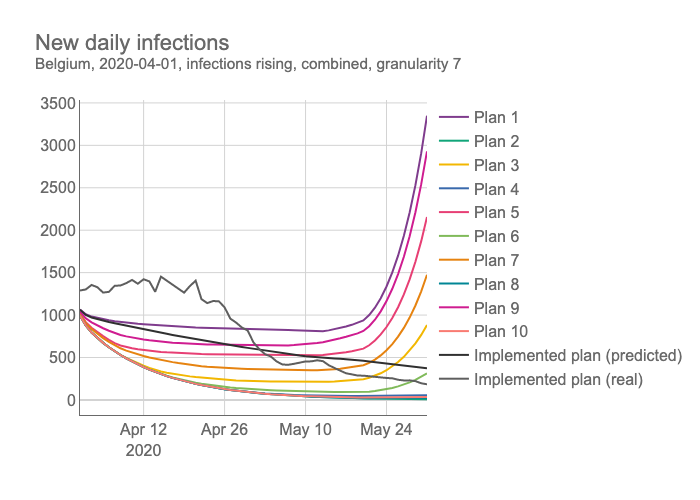 New daily infections
Belgium, 2020-04-01, infections rising, combined, granularity 7
3500
3000
2500
2000
1500
1000
500
0
Apr 12
2020
Apr 26
May 10
May 24
Plan 1
Plan 2
Plan 3
Plan 4
Plan 5
Plan 6
Plan 7
Plan 8
Plan 9
Plan 10
Implemented plan (predicted)
Implemented plan (real)